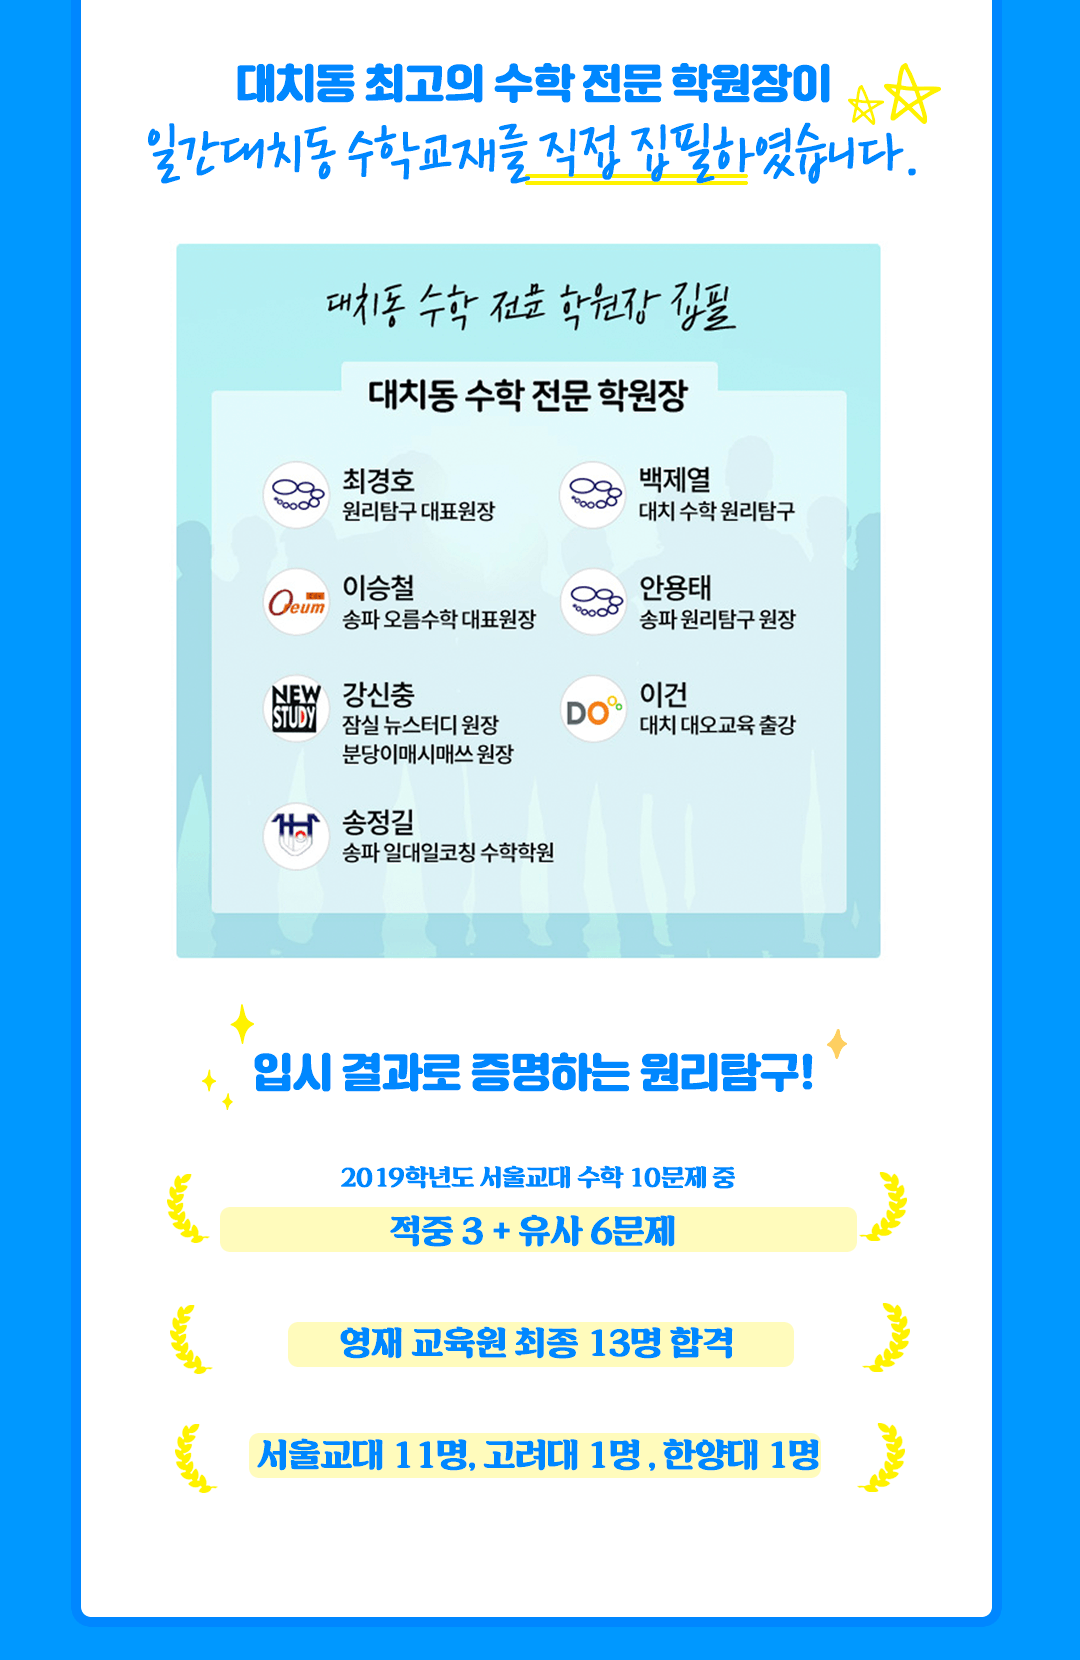 대치동 최고의 수학 전문 학원장이
일간대치동 수학교재를 직접 집필하였습니다.
대치동 수학 전문 학원장 집필
대치동 수학 전문 학원장
최경호
원리탐구 대표원장
백제열
대치 수학 원리탐구
Oreum
이승철
송파 오름수학 대표원장
안용태
송파 원리탐구 원장
NEW
STUDY
강신충
잠실 뉴스터디 원장
분당이매시매쓰 원장
DO
이건
대치 대오교육 출강
송정길
송파 일대일코칭 수학학원
입시 결과로 증명하는 원리탐구!
2019학년도 서울교대 수학 10문제 중
적중 3 + 유사 6문제
영재 교육원 최종 13명 합격
서울교대 11명, 고려대 1명 , 한양대 1명